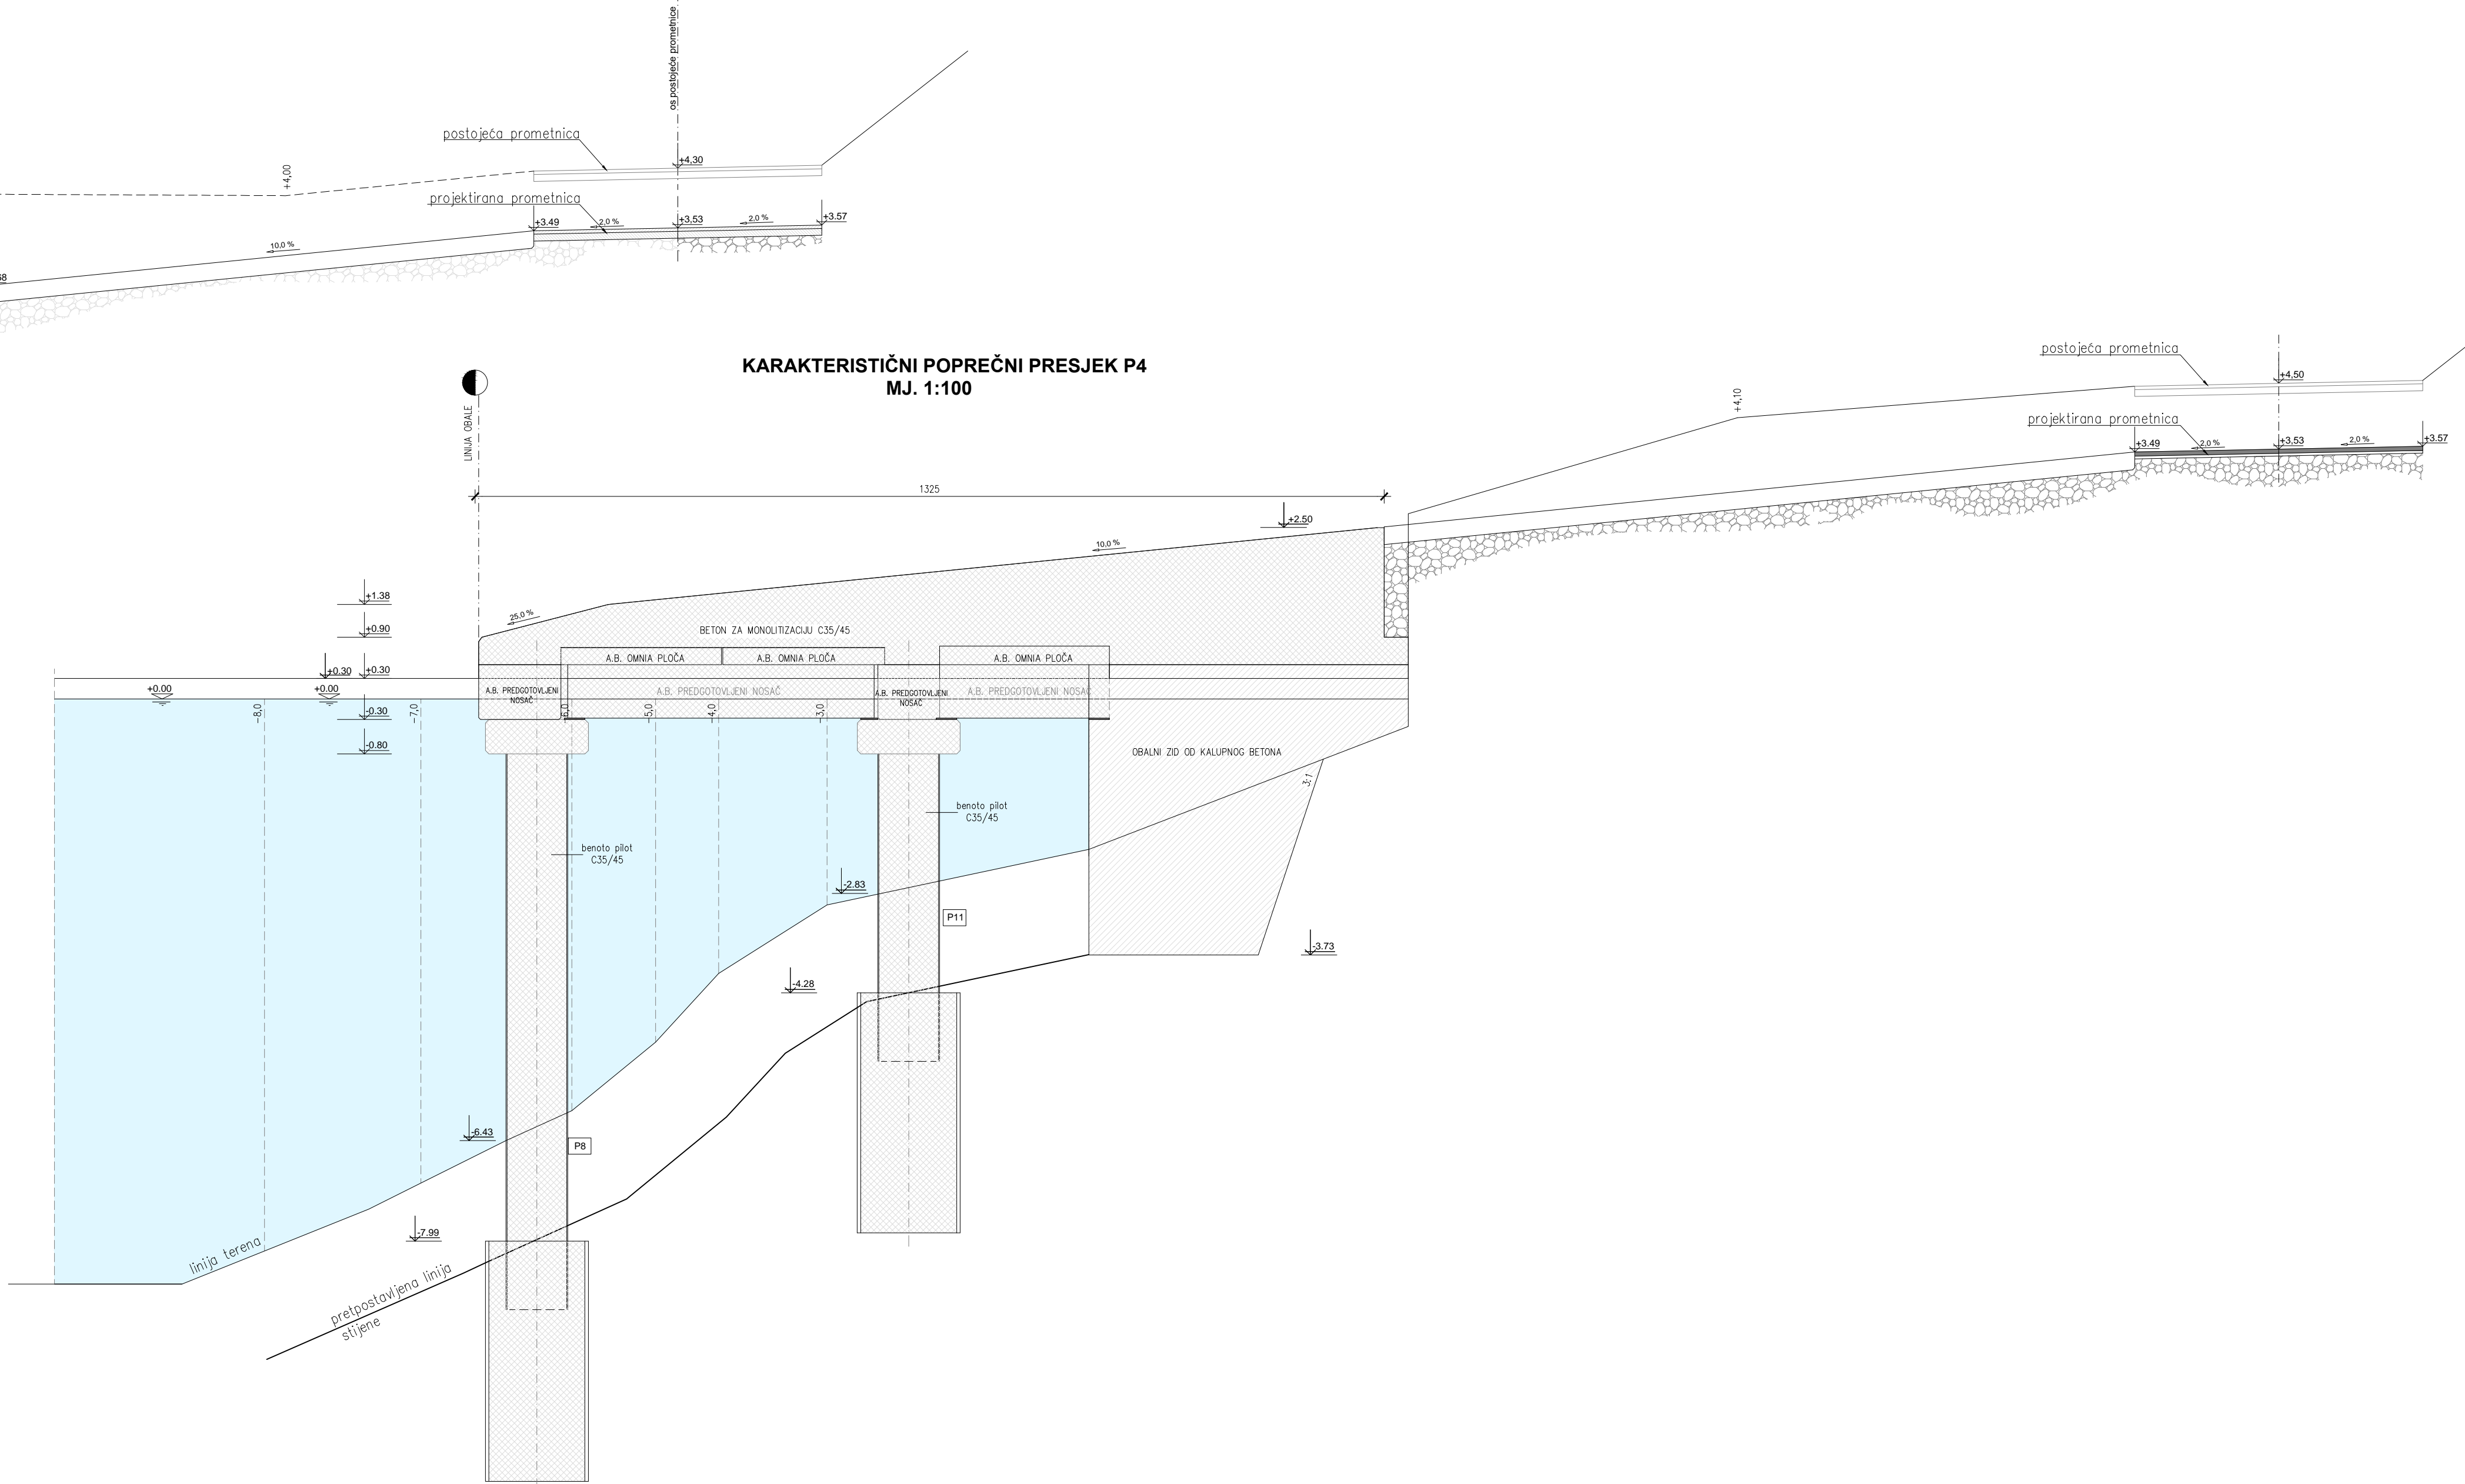 os postojeće prometnice
postojeća prometnica
+4,30
+4,00
projektirana prometnica
+3.49
2,0 %
+3,53
2,0 %
+3.57
10,0 %
68
KARAKTERISTIČNI POPREČNI PRESJEK P4
MJ. 1:100
LINIJA OBALE
postojeća prometnica
+4,50
+4,10
projektirana prometnica
+3.49
2,0 %
+3,53
2,0 %
+3.57
1325
+2.50
10,0 %
+1.38
25,0 %
+0.90
BETON ZA MONOLITIZACIJU C35/45
A.B. OMNIA PLOČA
A.B. OMNIA PLOČA
A.B. OMNIA PLOČA
+0.30
+0.30
+0.00
+0.00
A.B. PREDGOTOVLJENI
NOSAČ
A.B. PREDGOTOVLJENI NOSAČ
A.B. PREDGOTOVLJENI
NOSAČ
A.B. PREDGOTOVLJENI NOSAČ
-8,0
-7,0
-6,0
-5,0
-4,0
-3,0
-0.30
-0.80
OBALNI ZID OD KALUPNOG BETONA
3:1
benoto pilot
C35/45
benoto pilot
C35/45
-2.83
P11
-3.73
-4.28
-6.43
P8
-7.99
linija terena
pretpostavljena linija
stijene